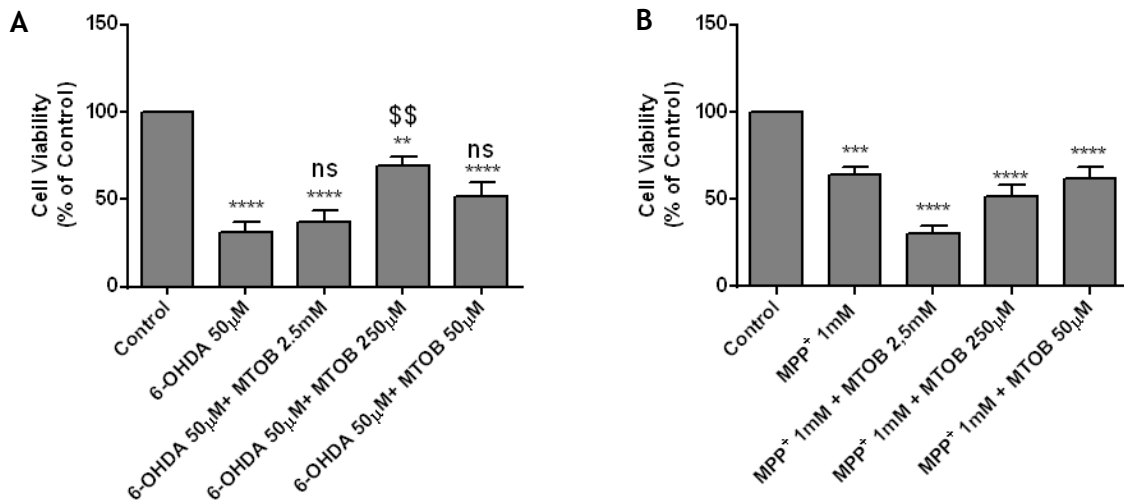 A
Cell Viability
(% of Control)
150
100
50
0
****
ns
****
$$
**
ns
****
Control
6-OHDA 50μM
6-OHDA 50μM+ MTOB 2.5mM
6-OHDA 50μM+ MTOB 250μM
6-OHDA 50μM+ MTOB 50μM
B
Cell Viability
(% of Control)
150
100
50
0
***
****
****
****
Control
MPP⁺ 1mM
MPP⁺ 1mM + MTOB 2,5mM
MPP⁺ 1mM + MTOB 250μM
MPP⁺ 1mM + MTOB 50μM